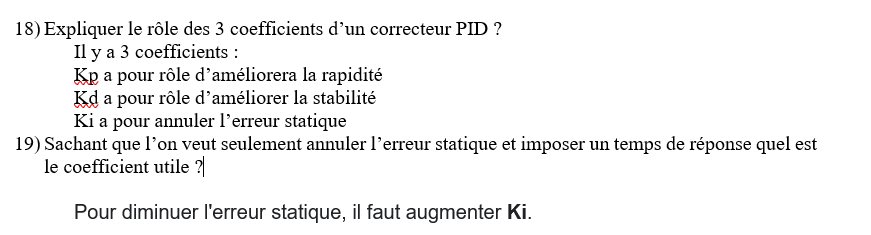 18) Expliquer le rôle des 3 coefficients d’un correcteur PID ?
Il y a 3 coefficients :
Kp a pour rôle d’améliorera la rapidité
Kd a pour rôle d’améliorer la stabilité
Ki a pour annuler l’erreur statique
19) Sachant que l’on veut seulement annuler l’erreur statique et imposer un temps de réponse quel est
le coefficient utile ?
Pour diminuer l'erreur statique, il faut augmenter Ki.